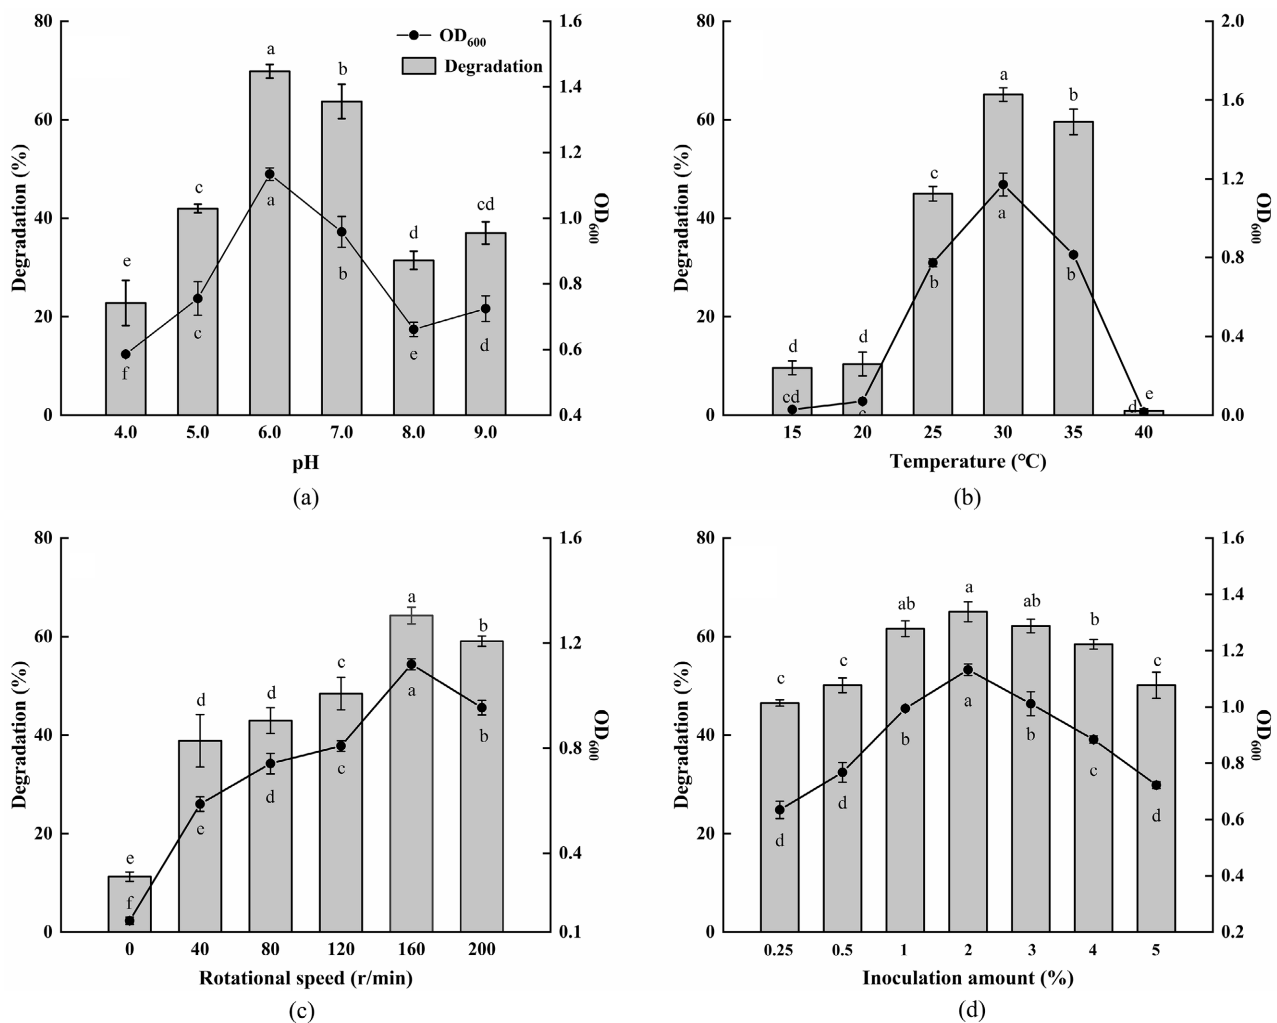 80
60
40
20
0
Degradation (%)
1.6
1.4
1.2
1.0
0.8
0.6
0.4
OD600
OD600
Degradation
e
c
a
b
d
cd
f
c
a
b
e
d
4.0 5.0 6.0 7.0 8.0 9.0
pH
(a)
80
60
40
20
0
Degradation (%)
2.0
1.6
1.2
0.8
0.4
0.0
OD600
d
d
c
a
b
e
cd
c
b
a
b
d
15 20 25 30 35 40
Temperature (°C)
(b)
80
60
40
20
0
Degradation (%)
1.6
1.2
0.8
0.4
0.1
OD600
e
d
d
c
a
b
f
e
d
c
a
b
0 40 80 120 160 200
Rotational speed (r/min)
(c)
80
60
40
20
0
Degradation (%)
1.6
1.4
1.2
1.0
0.8
0.6
0.4
0.2
OD600
c
c
ab
a
ab
b
c
d
d
b
a
b
c
d
0.25 0.5 1 2 3 4 5
Inoculation amount (%)
(d)